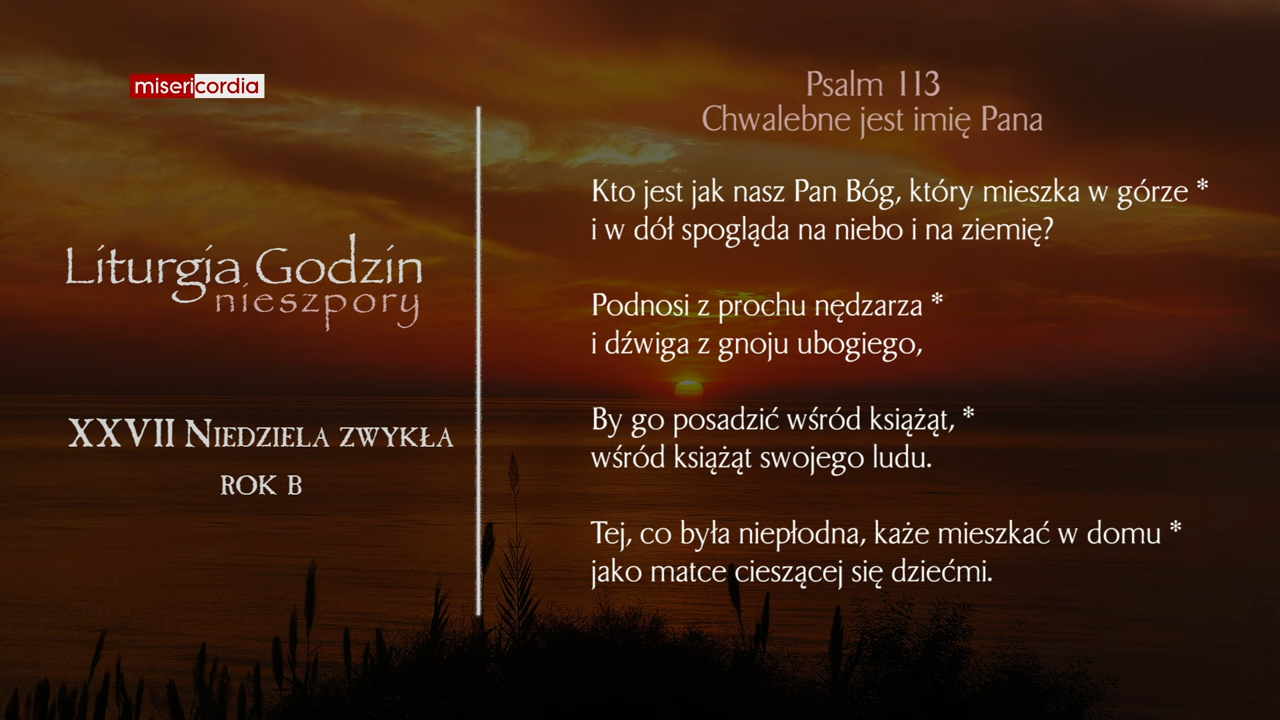 misericordia
Liturgia Godzin
nieszpory
XXVII Niedziela zwykła
rok B
Psalm 113
Chwalebne jest imię Pana
Kto jest jak nasz Pan Bóg, który mieszka w górze *
i w dół spogląda na niebo i na ziemię?
Podnosi z prochu nędzarza *
i dźwiga z gnoju ubogiego,
By go posadzić wśród książąt, *
wśród książąt swojego ludu.
Tej, co była niepłodna, każe mieszkać w domu *
jako matce cieszącej się dziećmi.